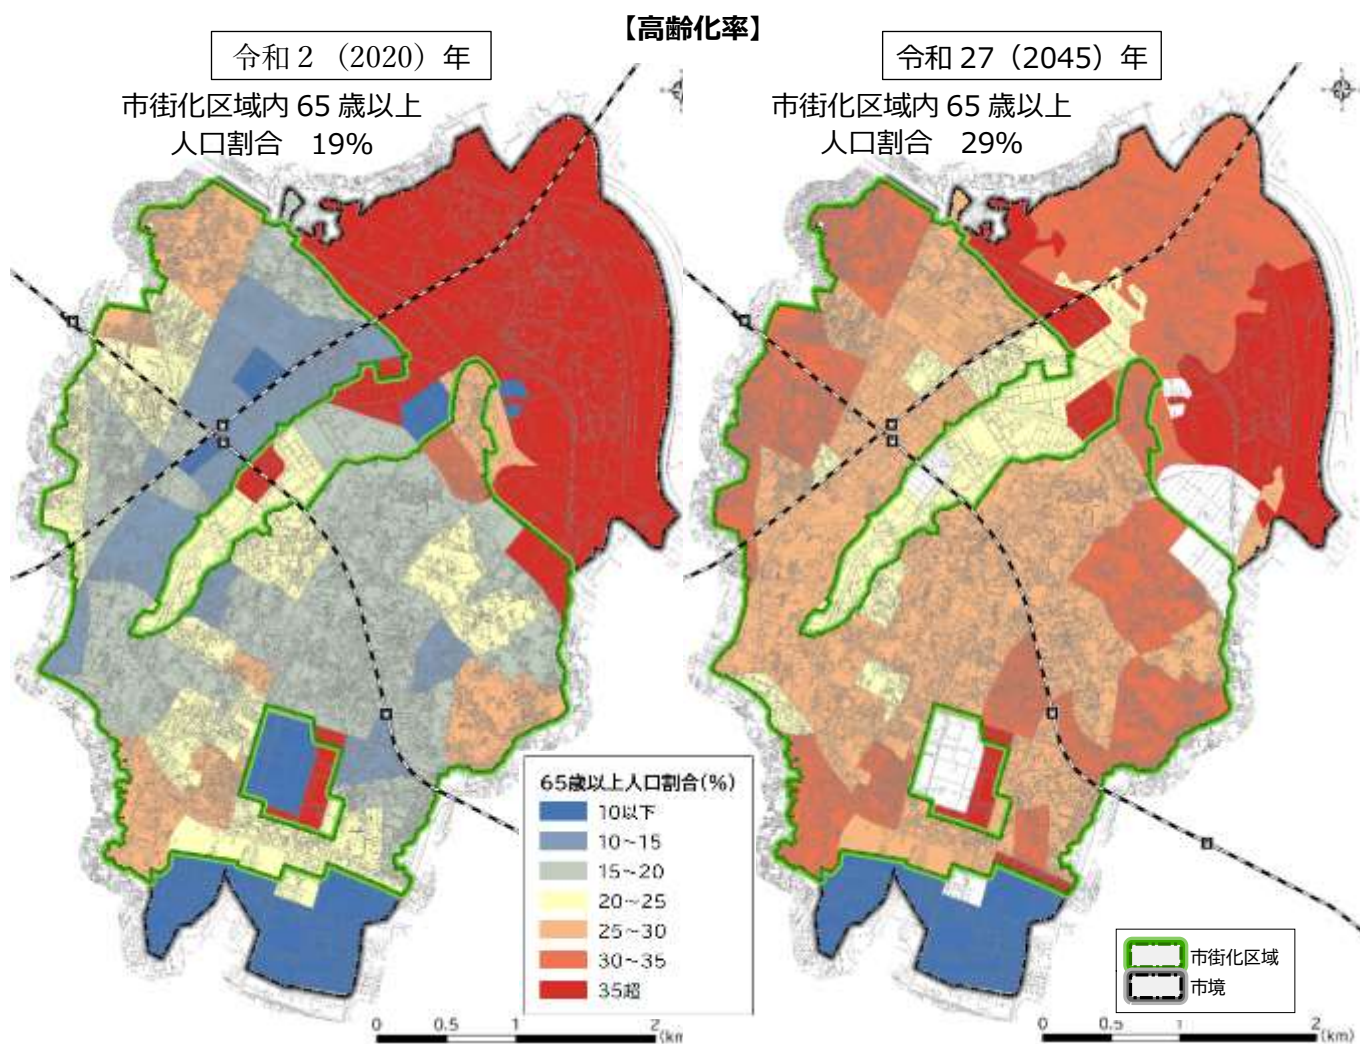 【高齢化率】
令和２（2020）年
市街化区域内 65 歳以上
人口割合　19%
令和 27（2045）年
市街化区域内 65 歳以上
人口割合　29%
65歳以上人口割合(%)
10以下
10～15
15～20
20～25
25～30
30～35
35超
市街化区域
市境
0 0.5 1 2
(km
0 0.5 1 2
(km)